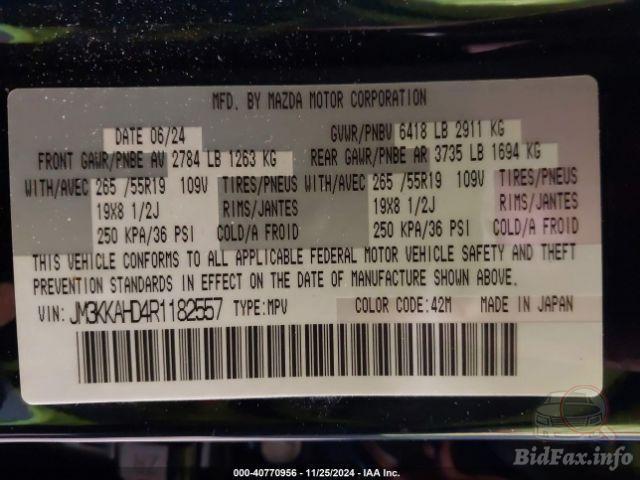 MFD. BY MAZDA MOTOR CORPORATION
DATE 06/24 GVWR/PNBV 6418 LB 2911 KG
FRONT GAWR/PNBE AV 2784 LB 1263 KG REAR GAWR/PNBE AR 3735 LB 1694 KG
WITH/AVEC 265 /55R19 109V TIRES/PNEUS WITH/AVEC 265 /55R19 109V TIRES/PNEUS
19X8 1/2J RIMS/JANTES 19X8 1/2J RIMS/JANTES
250 KPA/36 PSI COLD/A FROID 250 KPA/36 PSI COLD/A FROID
THIS VEHICLE CONFORMS TO ALL APPLICABLE FEDERAL MOTOR VEHICLE SAFETY AND THEFT
PREVENTION STANDARDS IN EFFECT ON THE DATE OF MANUFACTURE SHOWN ABOVE.
VIN: JM3KKAHD4R1182557 TYPE:MPV COLOR CODE:42M MADE IN JAPAN
BidFax.info
000-40770956 - 11/25/2024 - IAA Inc.